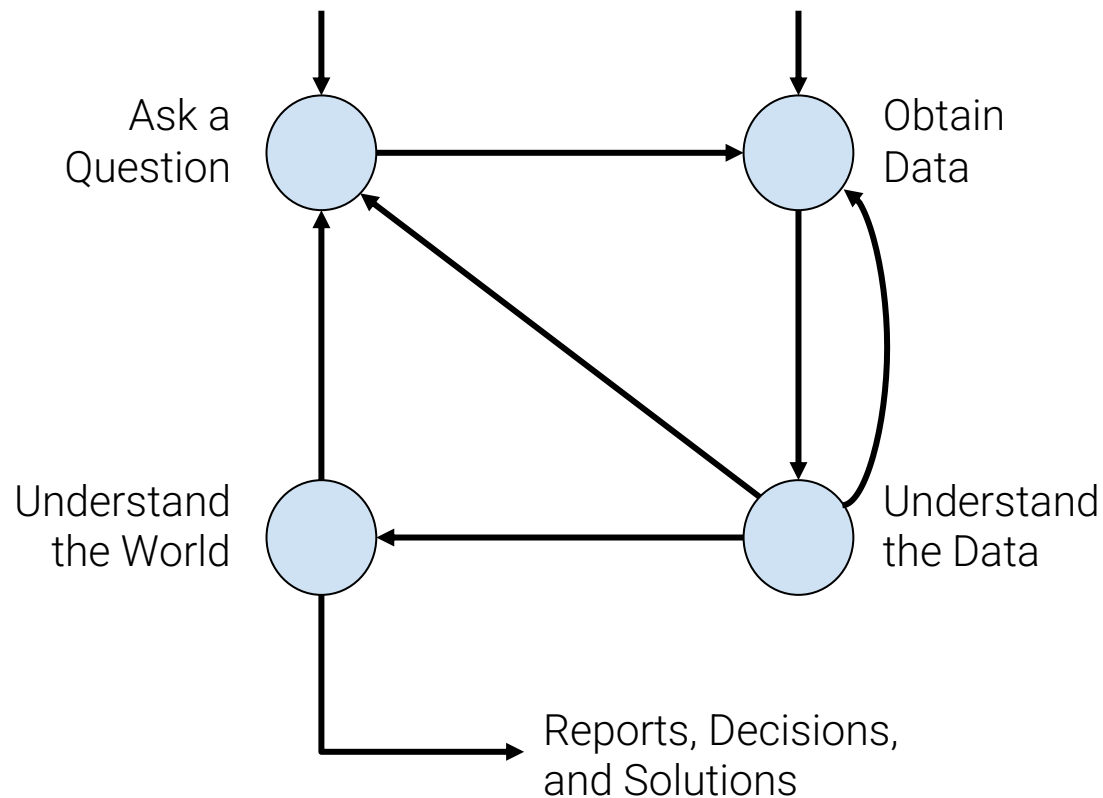 Ask a
Question
Obtain
Data
Understand
the World
Understand
the Data
Reports, Decisions,
and Solutions